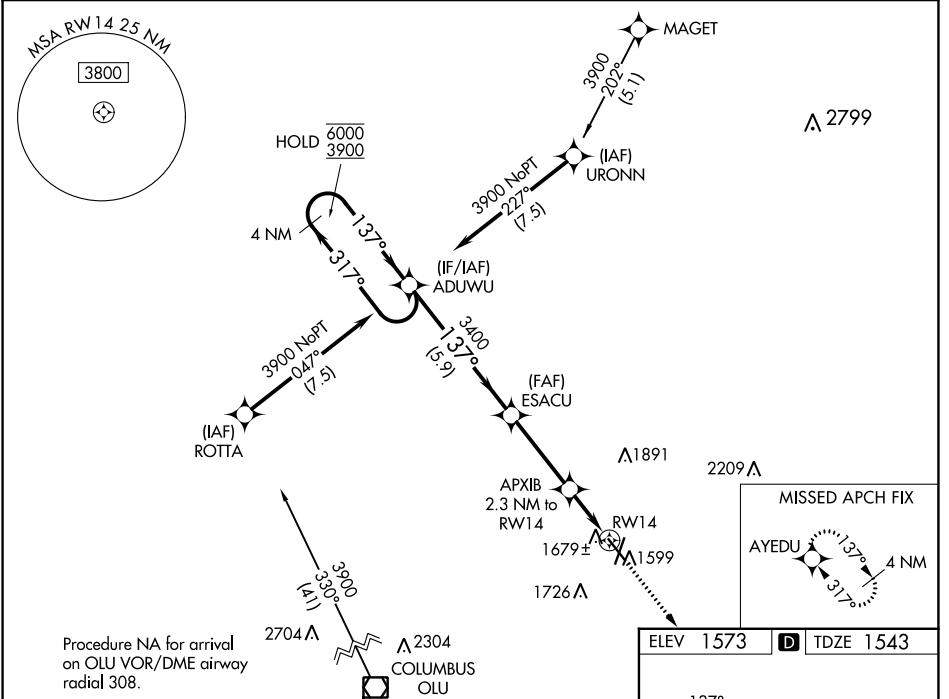 MSA RW14 25 NM
3800
MAGET
3900
202°
(5.1)
2799
HOLD 6000
3900
(IAF)
URONN
3900 NoPT
227°
(7.5)
4 NM
137°
317°
(IF/IAF)
ADUWU
3400
137°
(5.9)
3900 NoPT
047°
(7.5)
(IAF)
ROTTA
(FAF)
ESACU
1891
2209
APXIB
2.3 NM to
RW14
RW14
1679±
1599
1726
MISSED APCH FIX
AYEDU
137°
4 NM
317°
3900
330°
(41)
2704
2304
COLUMBUS
OLU
Procedure NA for arrival
on OLU VOR/DME airway
radial 308.
ELEV 1573 D TDZE 1543